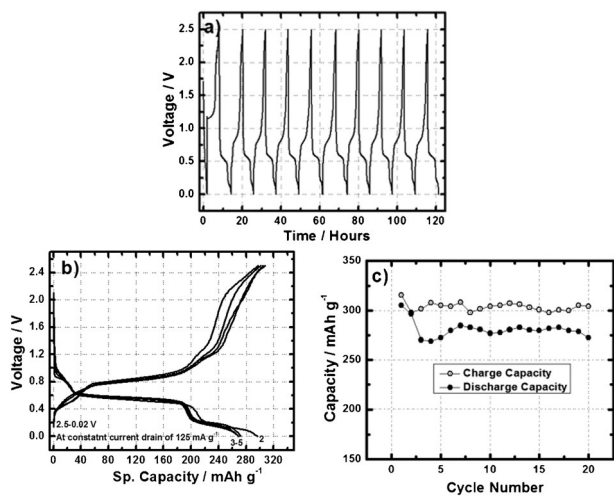 a)
Voltage / V
2.5
2.0
1.5
1.0
0.5
0.0
0 20 40 60 80 100 120
Time / Hours
b)
Voltage / V
2.4
2.0
1.6
1.2
0.8
0.4
0.0
2.5-0.02 V
At constatnt current drain of 125 mA g⁻¹
3-5
2
0 40 80 120 160 200 240 280 320
Sp. Capacity / mAh g⁻¹
c)
Capacity / mAh g⁻¹
350
300
250
300
150
Charge Capacity
Discharge Capacity
0 5 10 15 20
Cycle Number